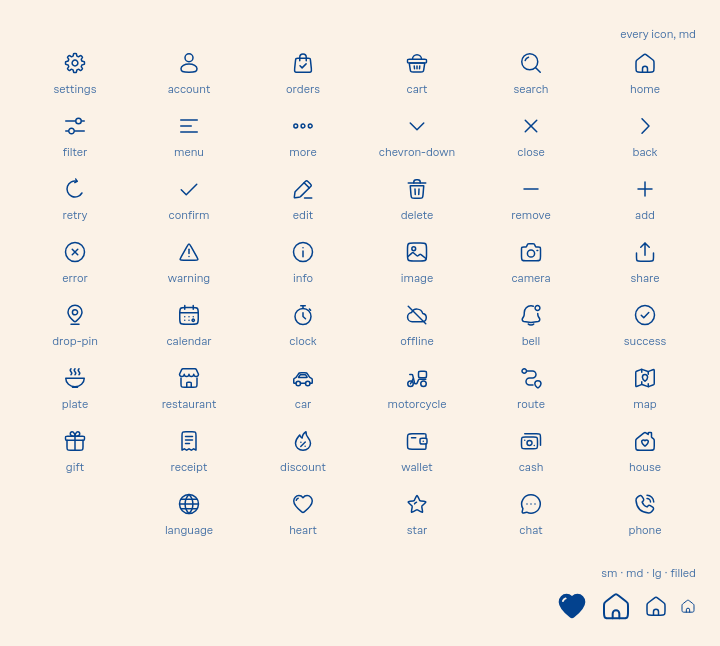 every icon, md
settings account orders cart search home
filter menu more chevron-down close back
retry confirm edit delete remove add
error warning info image camera share
drop-pin calendar clock offline bell success
plate restaurant car motorcycle route map
gift receipt discount wallet cash house
language heart star chat phone
sm · md · lg · filled